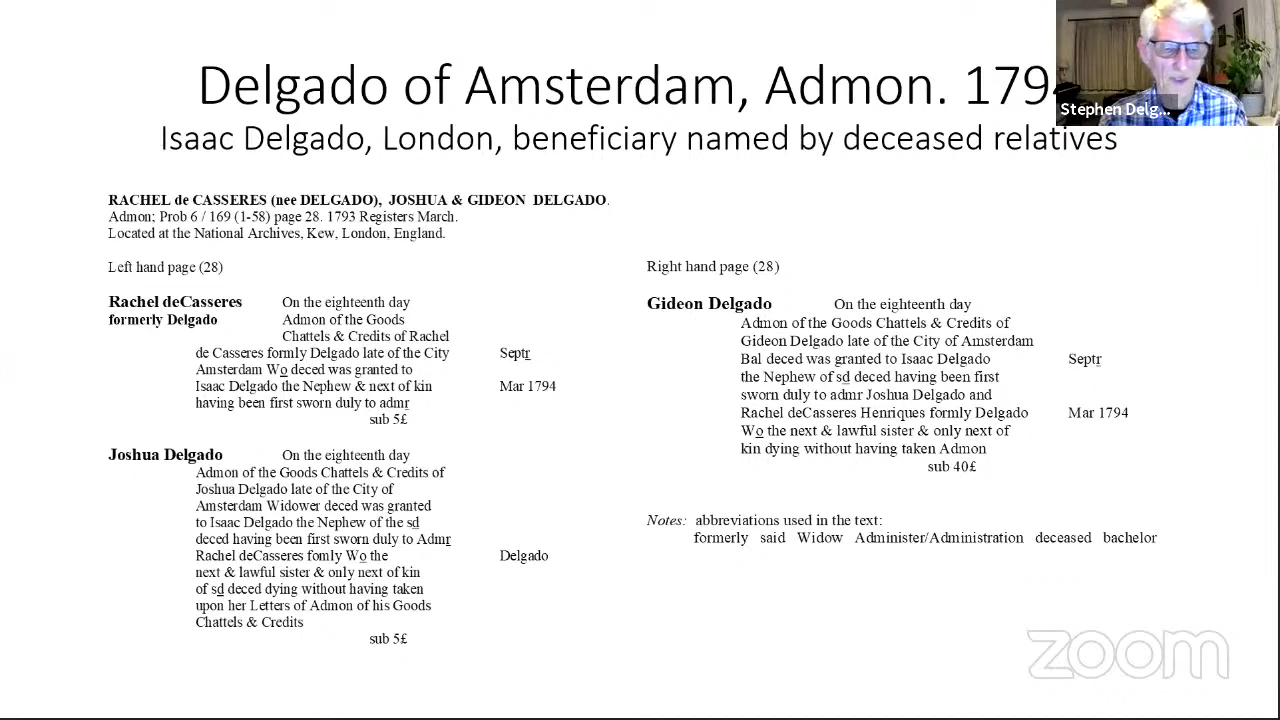 Delgado of Amsterdam, Admon. 179
Isaac Delgado, London, beneficiary named by deceased relatives
Stephen Delg...
RACHEL de CASSERES (nee DELGADO), JOSHUA & GIDEON DELGADO.
Admon; Prob 6 / 169 (1-58) page 28. 1793 Registers March.
Located at the National Archives, Kew, London, England.
Left hand page (28)
Rachel deCasseres On the eighteenth day
formerly Delgado Admon of the Goods
Chattels & Credits of Rachel
de Casseres formly Delgado late of the City Septr
Amsterdam Wo deced was granted to
Isaac Delgado the Nephew & next of kin Mar 1794
having been first sworn duly to admr
sub 5£
Joshua Delgado On the eighteenth day
Admon of the Goods Chattels & Credits of
Joshua Delgado late of the City of
Amsterdam Widower deced was granted
to Isaac Delgado the Nephew of the sd
deced having been first sworn duly to Admr
Rachel deCasseres fomly Wo the Delgado
next & lawful sister & only next of kin
of sd deced dying without having taken
upon her Letters of Admon of his Goods
Chattels & Credits
sub 5£
Right hand page (28)
Gideon Delgado On the eighteenth day
Admon of the Goods Chattels & Credits of
Gideon Delgado late of the City of Amsterdam
Bal deced was granted to Isaac Delgado Septr
the Nephew of sd deced having been first
sworn duly to admr Joshua Delgado and
Rachel deCasseres Henriques formly Delgado Mar 1794
Wo the next & lawful sister & only next of
kin dying without having taken Admon
sub 40£
Notes: abbreviations used in the text:
formerly said Widow Administer/Administration deceased bachelor
zoom